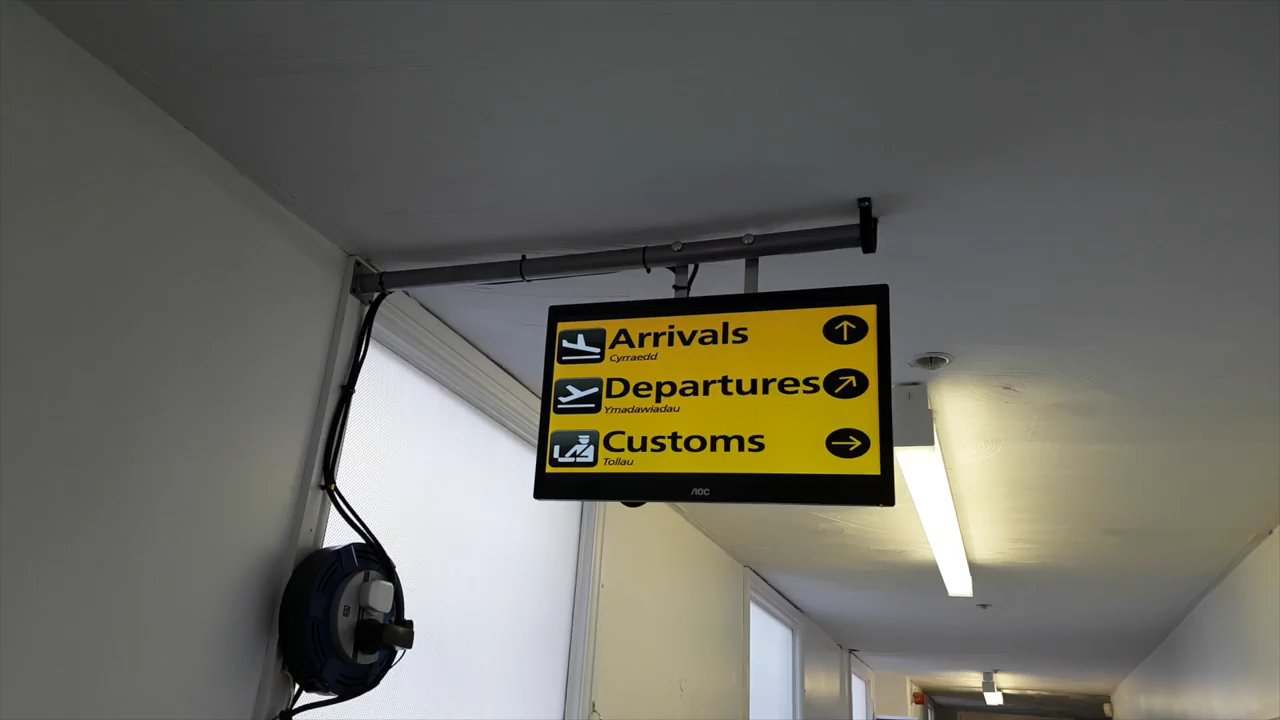 Arrivals
Cyrraedd
Departures
Ymadawiadau
Customs
Tollau
AOC